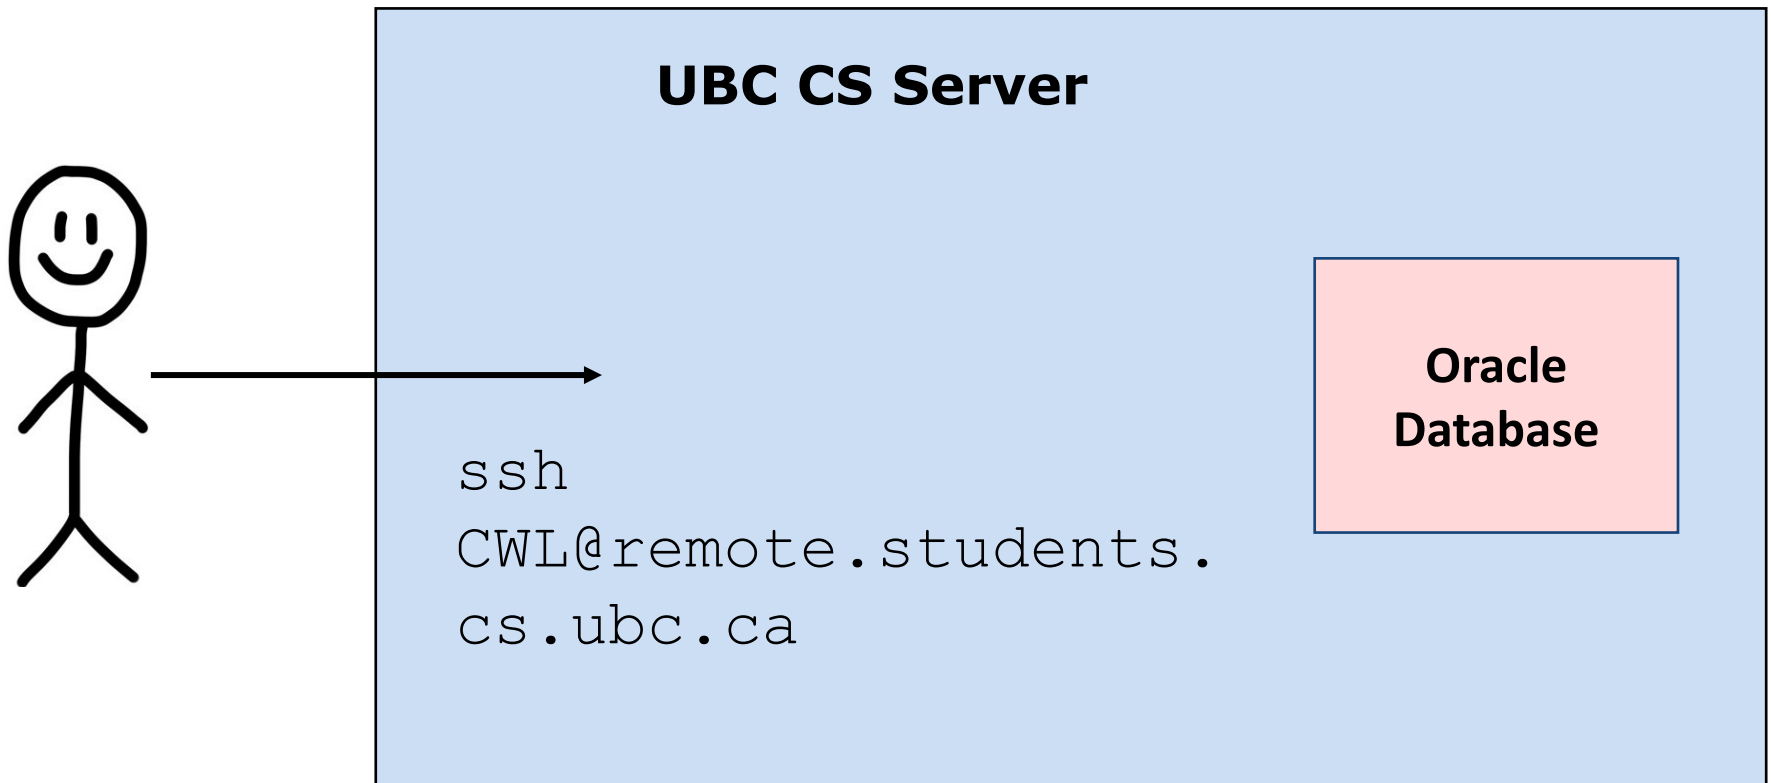 UBC CS Server
Oracle
Database
ssh
CWL@remote.students.
cs.ubc.ca